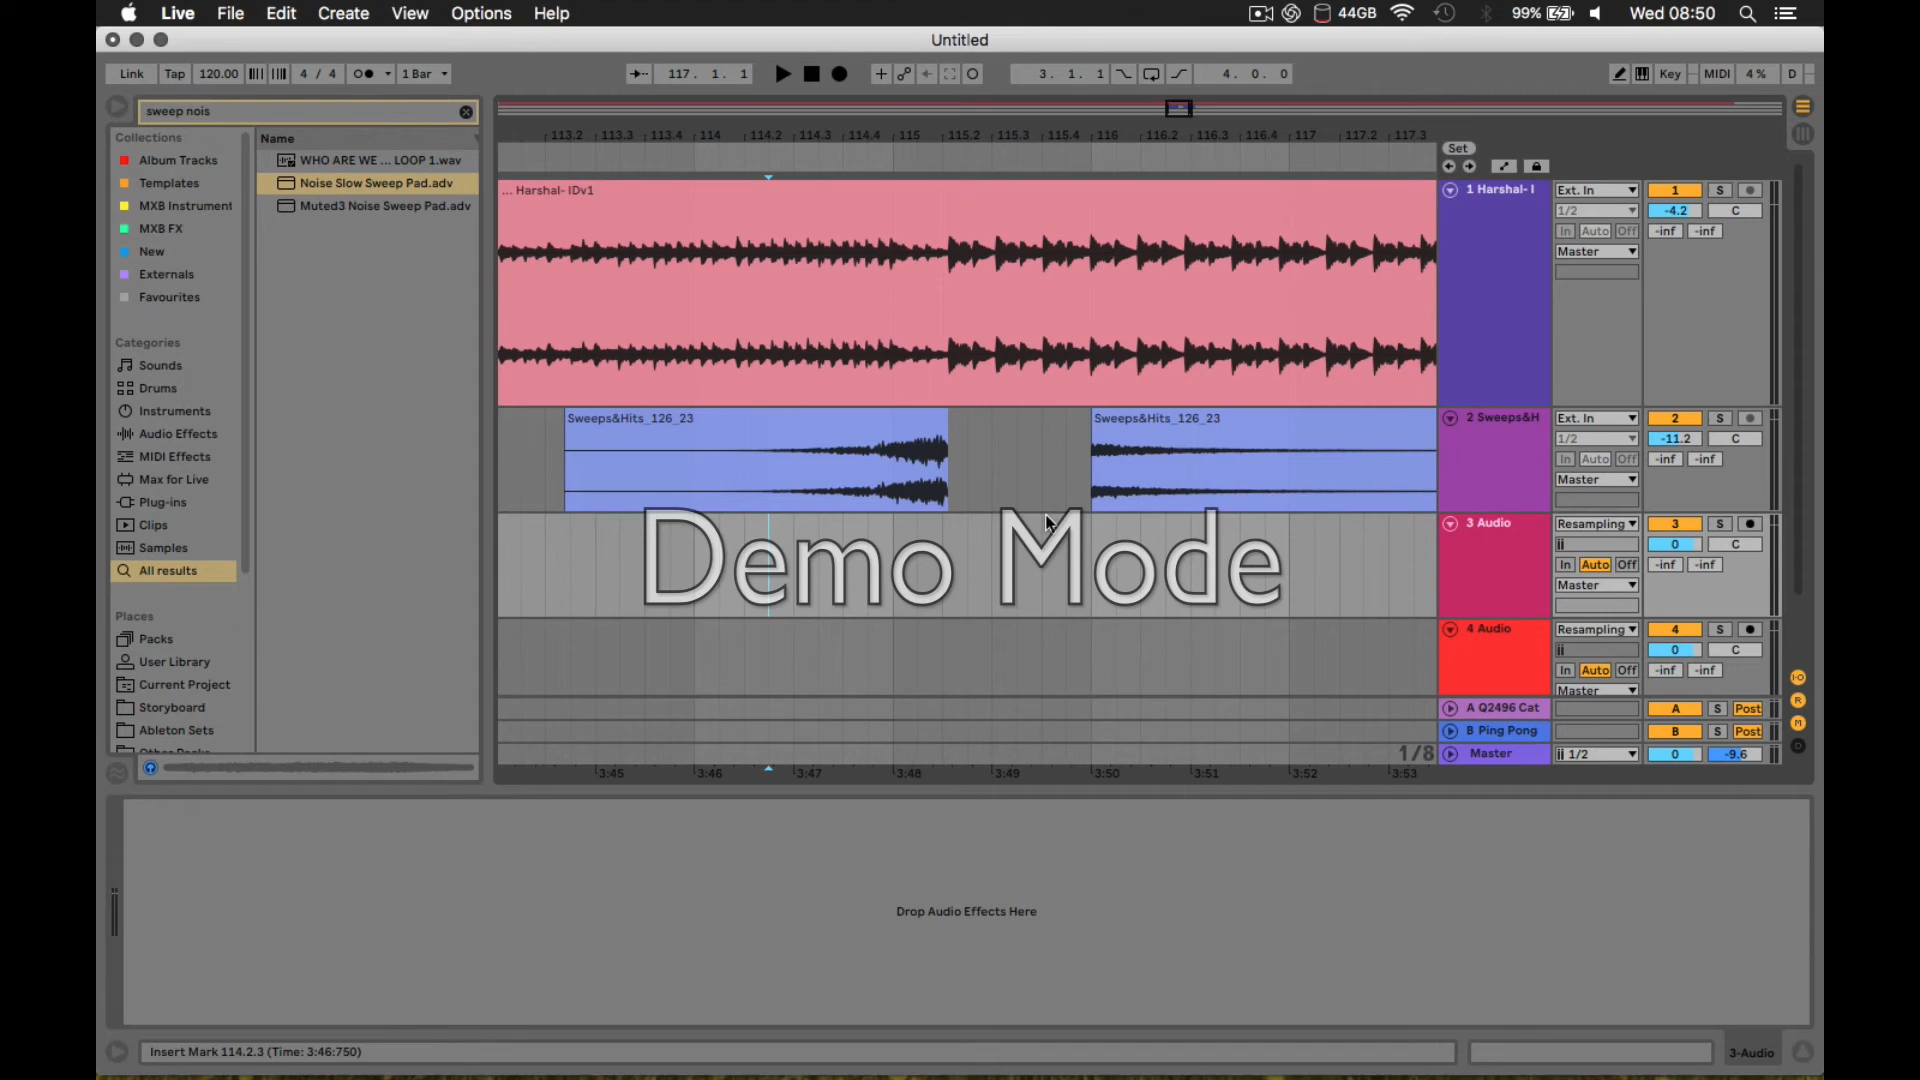 Live File Edit Create View Options Help 44GB 99% Wed 08:50
Untitled
Link Tap 120.00 4 / 4 1 Bar 117. 1. 1 3. 1. 1 4. 0. 0 Key MIDI 4 % D
sweep nois
Collections
Album Tracks
Templates
MXB Instrument
MXB FX
New
Externals
Favourites
Categories
Sounds
Drums
Instruments
Audio Effects
MIDI Effects
Max for Live
Plug-ins
Clips
Samples
All results
Places
Packs
User Library
Current Project
Storyboard
Ableton Sets
Name
WHO ARE WE ... LOOP 1.wav
Noise Slow Sweep Pad.adv
Muted3 Noise Sweep Pad.adv
113.2 113.3 113.4 114 114.2 114.3 114.4 115 115.2 115.3 115.4 116 116.2 116.3 116.4 117 117.2 117.3
Set
... Harshal- IDv1
1 Harshal- I Ext. In 1 S
1/2 -4.2 C
In Auto Off -inf -inf
Master
Sweeps&Hits_126_23 Sweeps&Hits_126_23
2 Sweeps&H Ext. In 2 S
1/2 -11.2 C
In Auto Off -inf -inf
Master
Demo Mode
3 Audio Resampling 3 S
0 C
In Auto Off -inf -inf
Master
4 Audio Resampling 4 S
0 C
In Auto Off -inf -inf
Master
A Q2496 Cat A S Post
B Ping Pong B S Post
1/8 Master 1/2 0 -9.6
3:45 3:46 3:47 3:48 3:49 3:50 3:51 3:52 3:53
I·O
R
M
D
Drop Audio Effects Here
Insert Mark 114.2.3 (Time: 3:46:750)
3-Audio